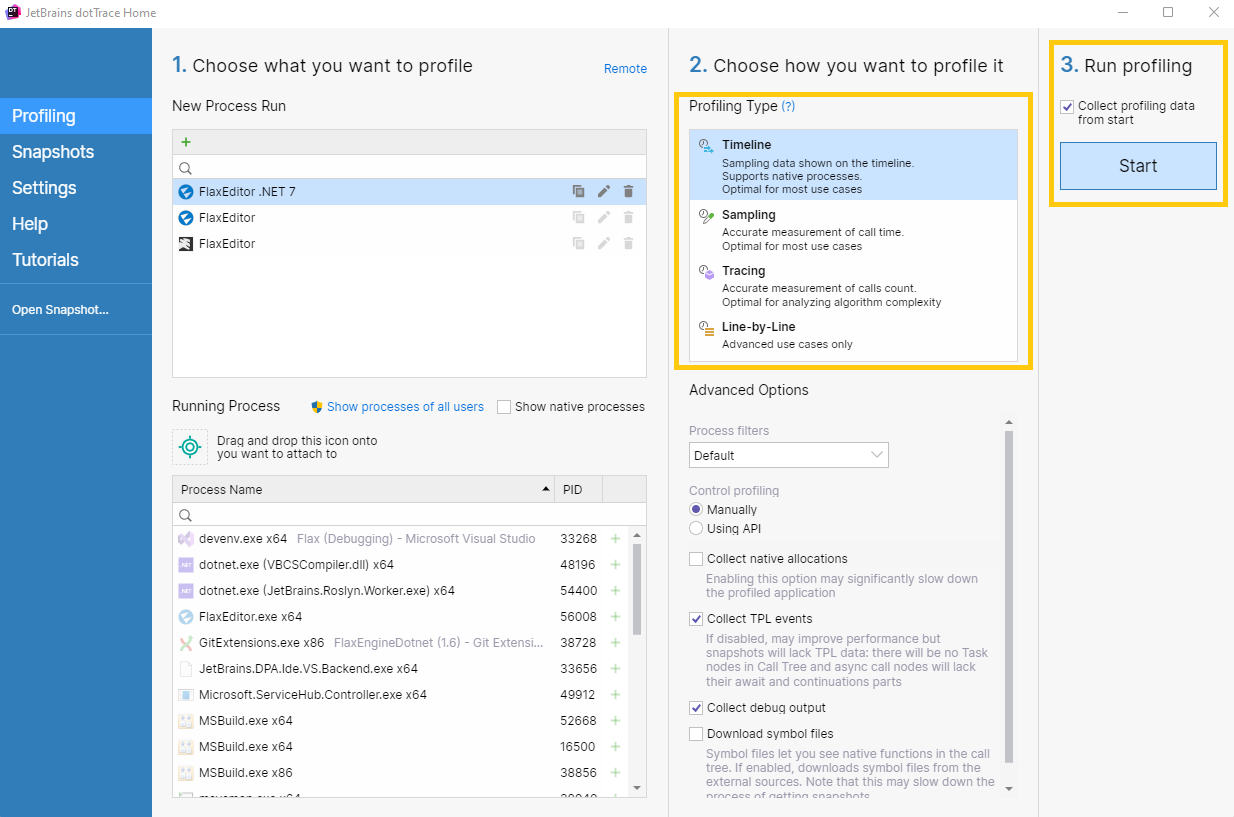 JetBrains dotTrace Home
Profiling
Snapshots
Settings
Help
Tutorials
Open Snapshot...
1. Choose what you want to profile
Remote
New Process Run
FlaxEditor .NET 7
FlaxEditor
FlaxEditor
Running Process
Show processes of all users
Show native processes
Drag and drop this icon onto
you want to attach to
Process Name PID
devenv.exe x64 Flax (Debugging) - Microsoft Visual Studio 33268
dotnet.exe (VBCSCompiler.dll) x64 48196
dotnet.exe (JetBrains.Roslyn.Worker.exe) x64 54400
FlaxEditor.exe x64 56008
GitExtensions.exe x86 FlaxEngineDotnet (1.6) - Git Extensi... 38728
JetBrains.DPA.Ide.VS.Backend.exe x64 33656
Microsoft.ServiceHub.Controller.exe x64 49912
MSBuild.exe x64 52668
MSBuild.exe x64 16500
MSBuild.exe x86 38856
2. Choose how you want to profile it
Profiling Type (?)
Timeline
Sampling data shown on the timeline.
Supports native processes.
Optimal for most use cases
Sampling
Accurate measurement of call time.
Optimal for most use cases
Tracing
Accurate measurement of calls count.
Optimal for analyzing algorithm complexity
Line-by-Line
Advanced use cases only
Advanced Options
Process filters
Default
Control profiling
Manually
Using API
Collect native allocations
Enabling this option may significantly slow down
the profiled application
Collect TPL events
If disabled, may improve performance but
snapshots will lack TPL data: there will be no Task
nodes in Call Tree and async call nodes will lack
their await and continuations parts
Collect debug output
Download symbol files
Symbol files let you see native functions in the call
tree. If enabled, downloads symbol files from the
external sources. Note that this may slow down the
process of getting snapshots
3. Run profiling
Collect profiling data
from start
Start